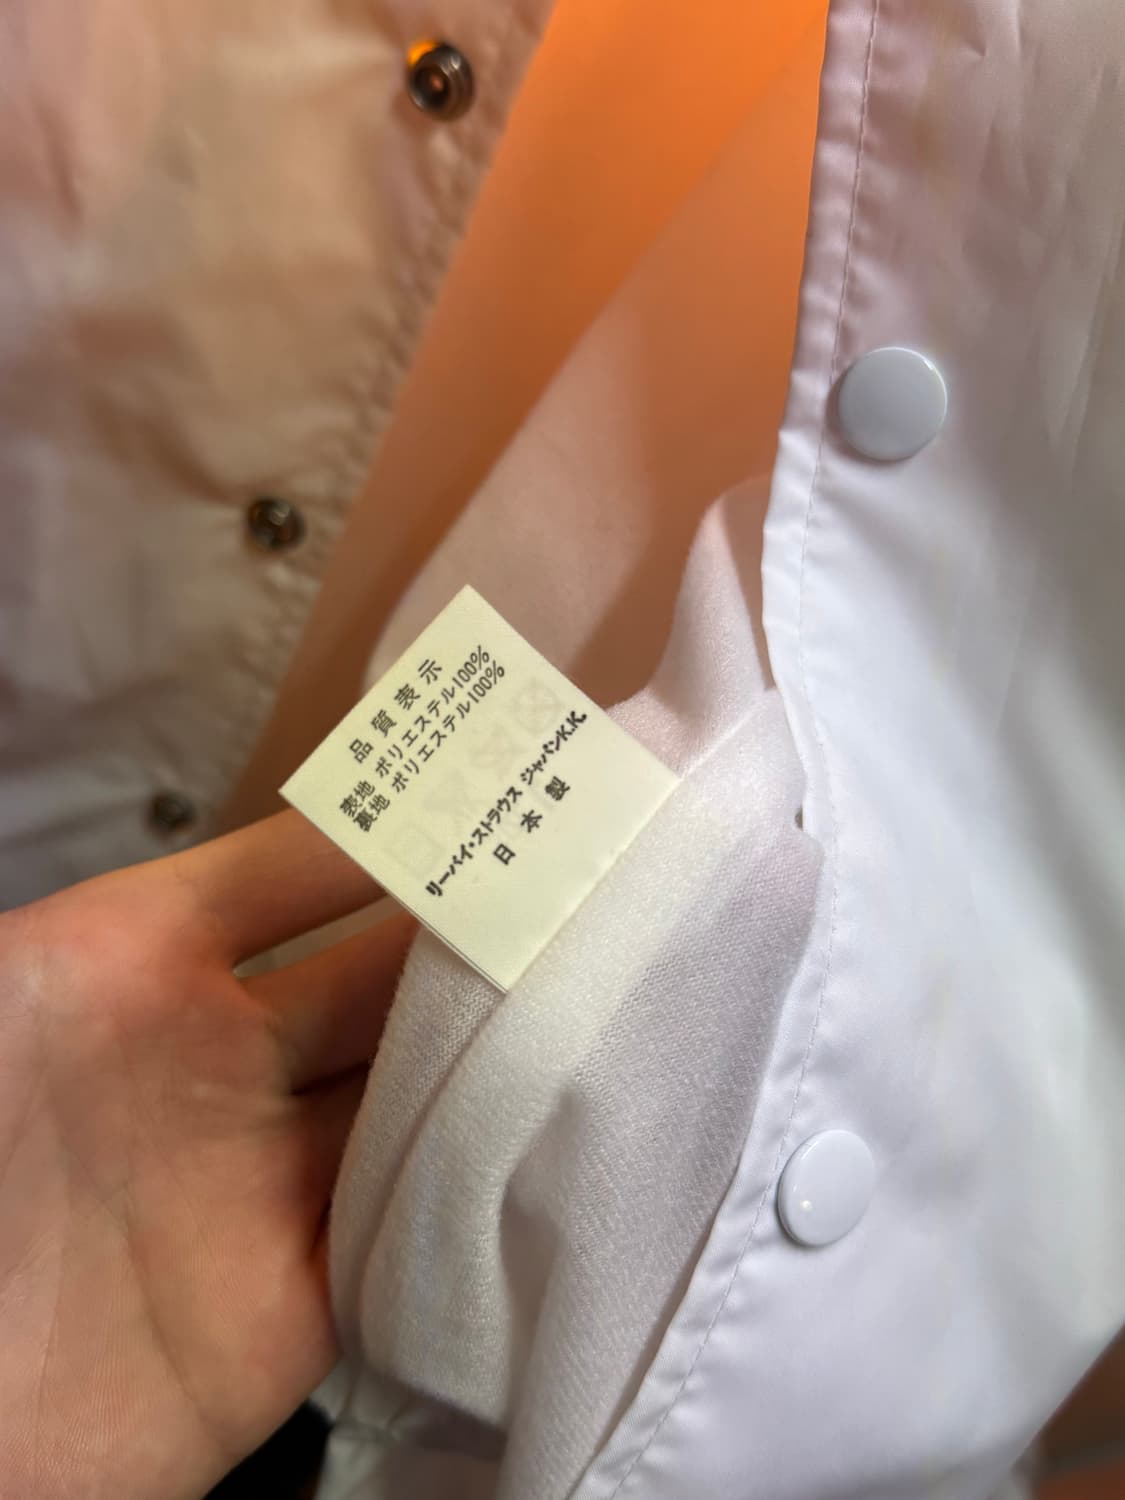 品質表示
表地 ポリエステル100%
裏地 ポリエステル100%
リーバイ・ストラウス ジャパンK.K.
日本製